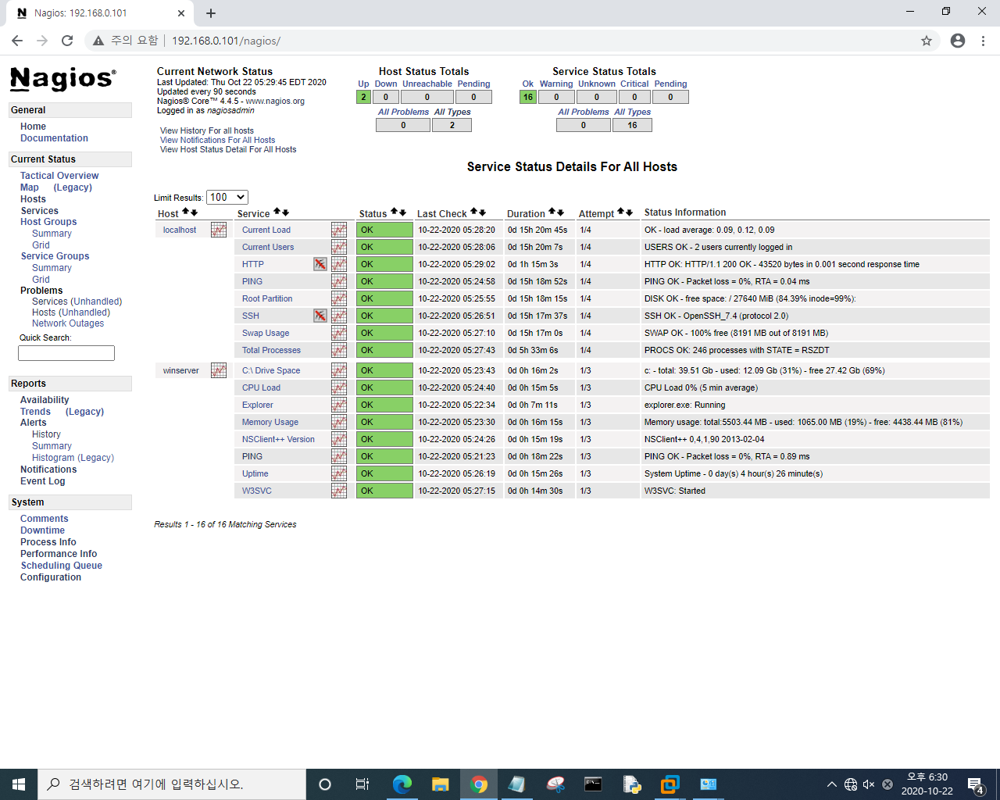 Nagios: 192.168.0.101
주의 요함 192.168.0.101/nagios/
Nagios®
General
Home
Documentation
Current Status
Tactical Overview
Map (Legacy)
Hosts
Services
Host Groups
Summary
Grid
Service Groups
Summary
Grid
Problems
Services (Unhandled)
Hosts (Unhandled)
Network Outages
Quick Search:
Reports
Availability
Trends (Legacy)
Alerts
History
Summary
Histogram (Legacy)
Notifications
Event Log
System
Comments
Downtime
Process Info
Performance Info
Scheduling Queue
Configuration
Current Network Status
Last Updated: Thu Oct 22 05:29:45 EDT 2020
Updated every 90 seconds
Nagios® Core™ 4.4.5 - www.nagios.org
Logged in as nagiosadmin
View History For all hosts
View Notifications For All Hosts
View Host Status Detail For All Hosts
Host Status Totals
Up Down Unreachable Pending
2 0 0 0
All Problems All Types
0 2
Service Status Totals
Ok Warning Unknown Critical Pending
16 0 0 0 0
All Problems All Types
0 16
Service Status Details For All Hosts
Limit Results: 100
Host Service Status Last Check Duration Attempt Status Information
localhost Current Load OK 10-22-2020 05:28:20 0d 15h 20m 45s 1/4 OK - load average: 0.09, 0.12, 0.09
Current Users OK 10-22-2020 05:28:06 0d 15h 20m 7s 1/4 USERS OK - 2 users currently logged in
HTTP OK 10-22-2020 05:29:02 0d 1h 15m 3s 1/4 HTTP OK: HTTP/1.1 200 OK - 43520 bytes in 0.001 second response time
PING OK 10-22-2020 05:24:58 0d 15h 18m 52s 1/4 PING OK - Packet loss = 0%, RTA = 0.04 ms
Root Partition OK 10-22-2020 05:25:55 0d 15h 18m 15s 1/4 DISK OK - free space: / 27640 MiB (84.39% inode=99%):
SSH OK 10-22-2020 05:26:51 0d 15h 17m 37s 1/4 SSH OK - OpenSSH_7.4 (protocol 2.0)
Swap Usage OK 10-22-2020 05:27:10 0d 15h 17m 0s 1/4 SWAP OK - 100% free (8191 MB out of 8191 MB)
Total Processes OK 10-22-2020 05:27:43 0d 5h 33m 6s 1/4 PROCS OK: 246 processes with STATE = RSZDT
winserver C:\ Drive Space OK 10-22-2020 05:23:43 0d 0h 16m 2s 1/3 c: - total: 39.51 Gb - used: 12.09 Gb (31%) - free 27.42 Gb (69%)
CPU Load OK 10-22-2020 05:24:40 0d 0h 15m 5s 1/3 CPU Load 0% (5 min average)
Explorer OK 10-22-2020 05:22:34 0d 0h 7m 11s 1/3 explorer.exe: Running
Memory Usage OK 10-22-2020 05:23:30 0d 0h 16m 15s 1/3 Memory usage: total:5503.44 MB - used: 1065.00 MB (19%) - free: 4438.44 MB (81%)
NSClient++ Version OK 10-22-2020 05:24:26 0d 0h 15m 19s 1/3 NSClient++ 0,4,1,90 2013-02-04
PING OK 10-22-2020 05:21:23 0d 0h 18m 22s 1/3 PING OK - Packet loss = 0%, RTA = 0.89 ms
Uptime OK 10-22-2020 05:26:19 0d 0h 15m 26s 1/3 System Uptime - 0 day(s) 4 hour(s) 26 minute(s)
W3SVC OK 10-22-2020 05:27:15 0d 0h 14m 30s 1/3 W3SVC: Started
Results 1 - 16 of 16 Matching Services
검색하려면 여기에 입력하십시오.
오후 6:30
2020-10-22
4